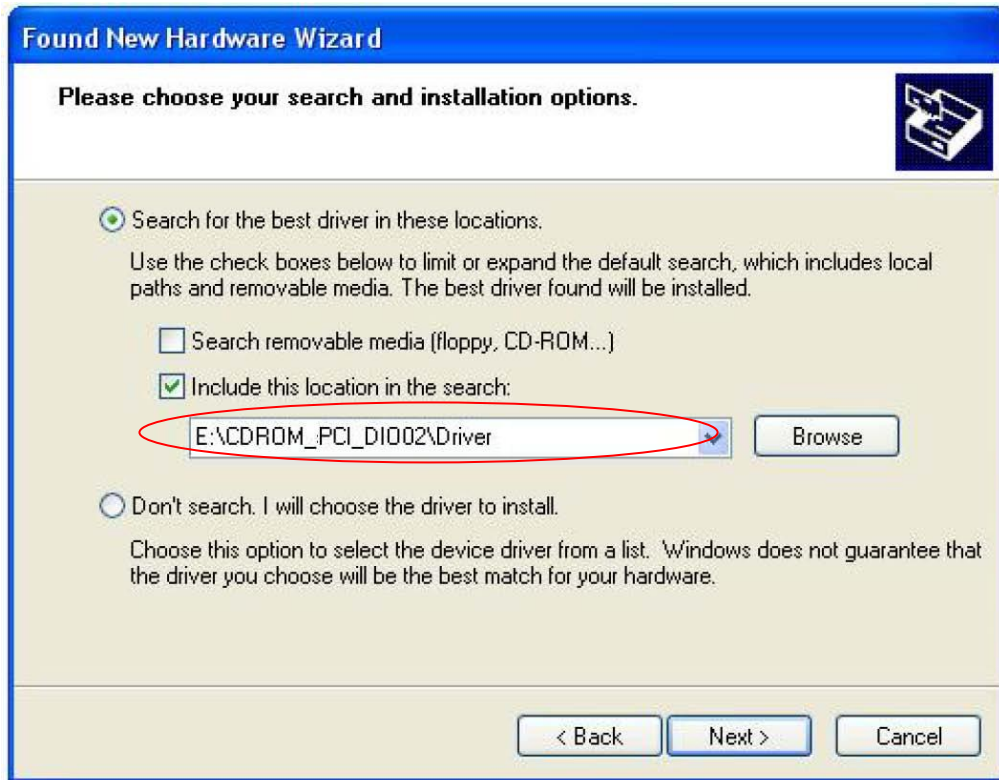 Found New Hardware Wizard
Please choose your search and installation options.
Search for the best driver in these locations.
Use the check boxes below to limit or expand the default search, which includes local
paths and removable media. The best driver found will be installed.
Search removable media (floppy, CD-ROM...)
Include this location in the search:
E:\CDROM_PCI_DIO02\Driver
Browse
Don't search. I will choose the driver to install.
Choose this option to select the device driver from a list. Windows does not guarantee that
the driver you choose will be the best match for your hardware.
< Back Next > Cancel